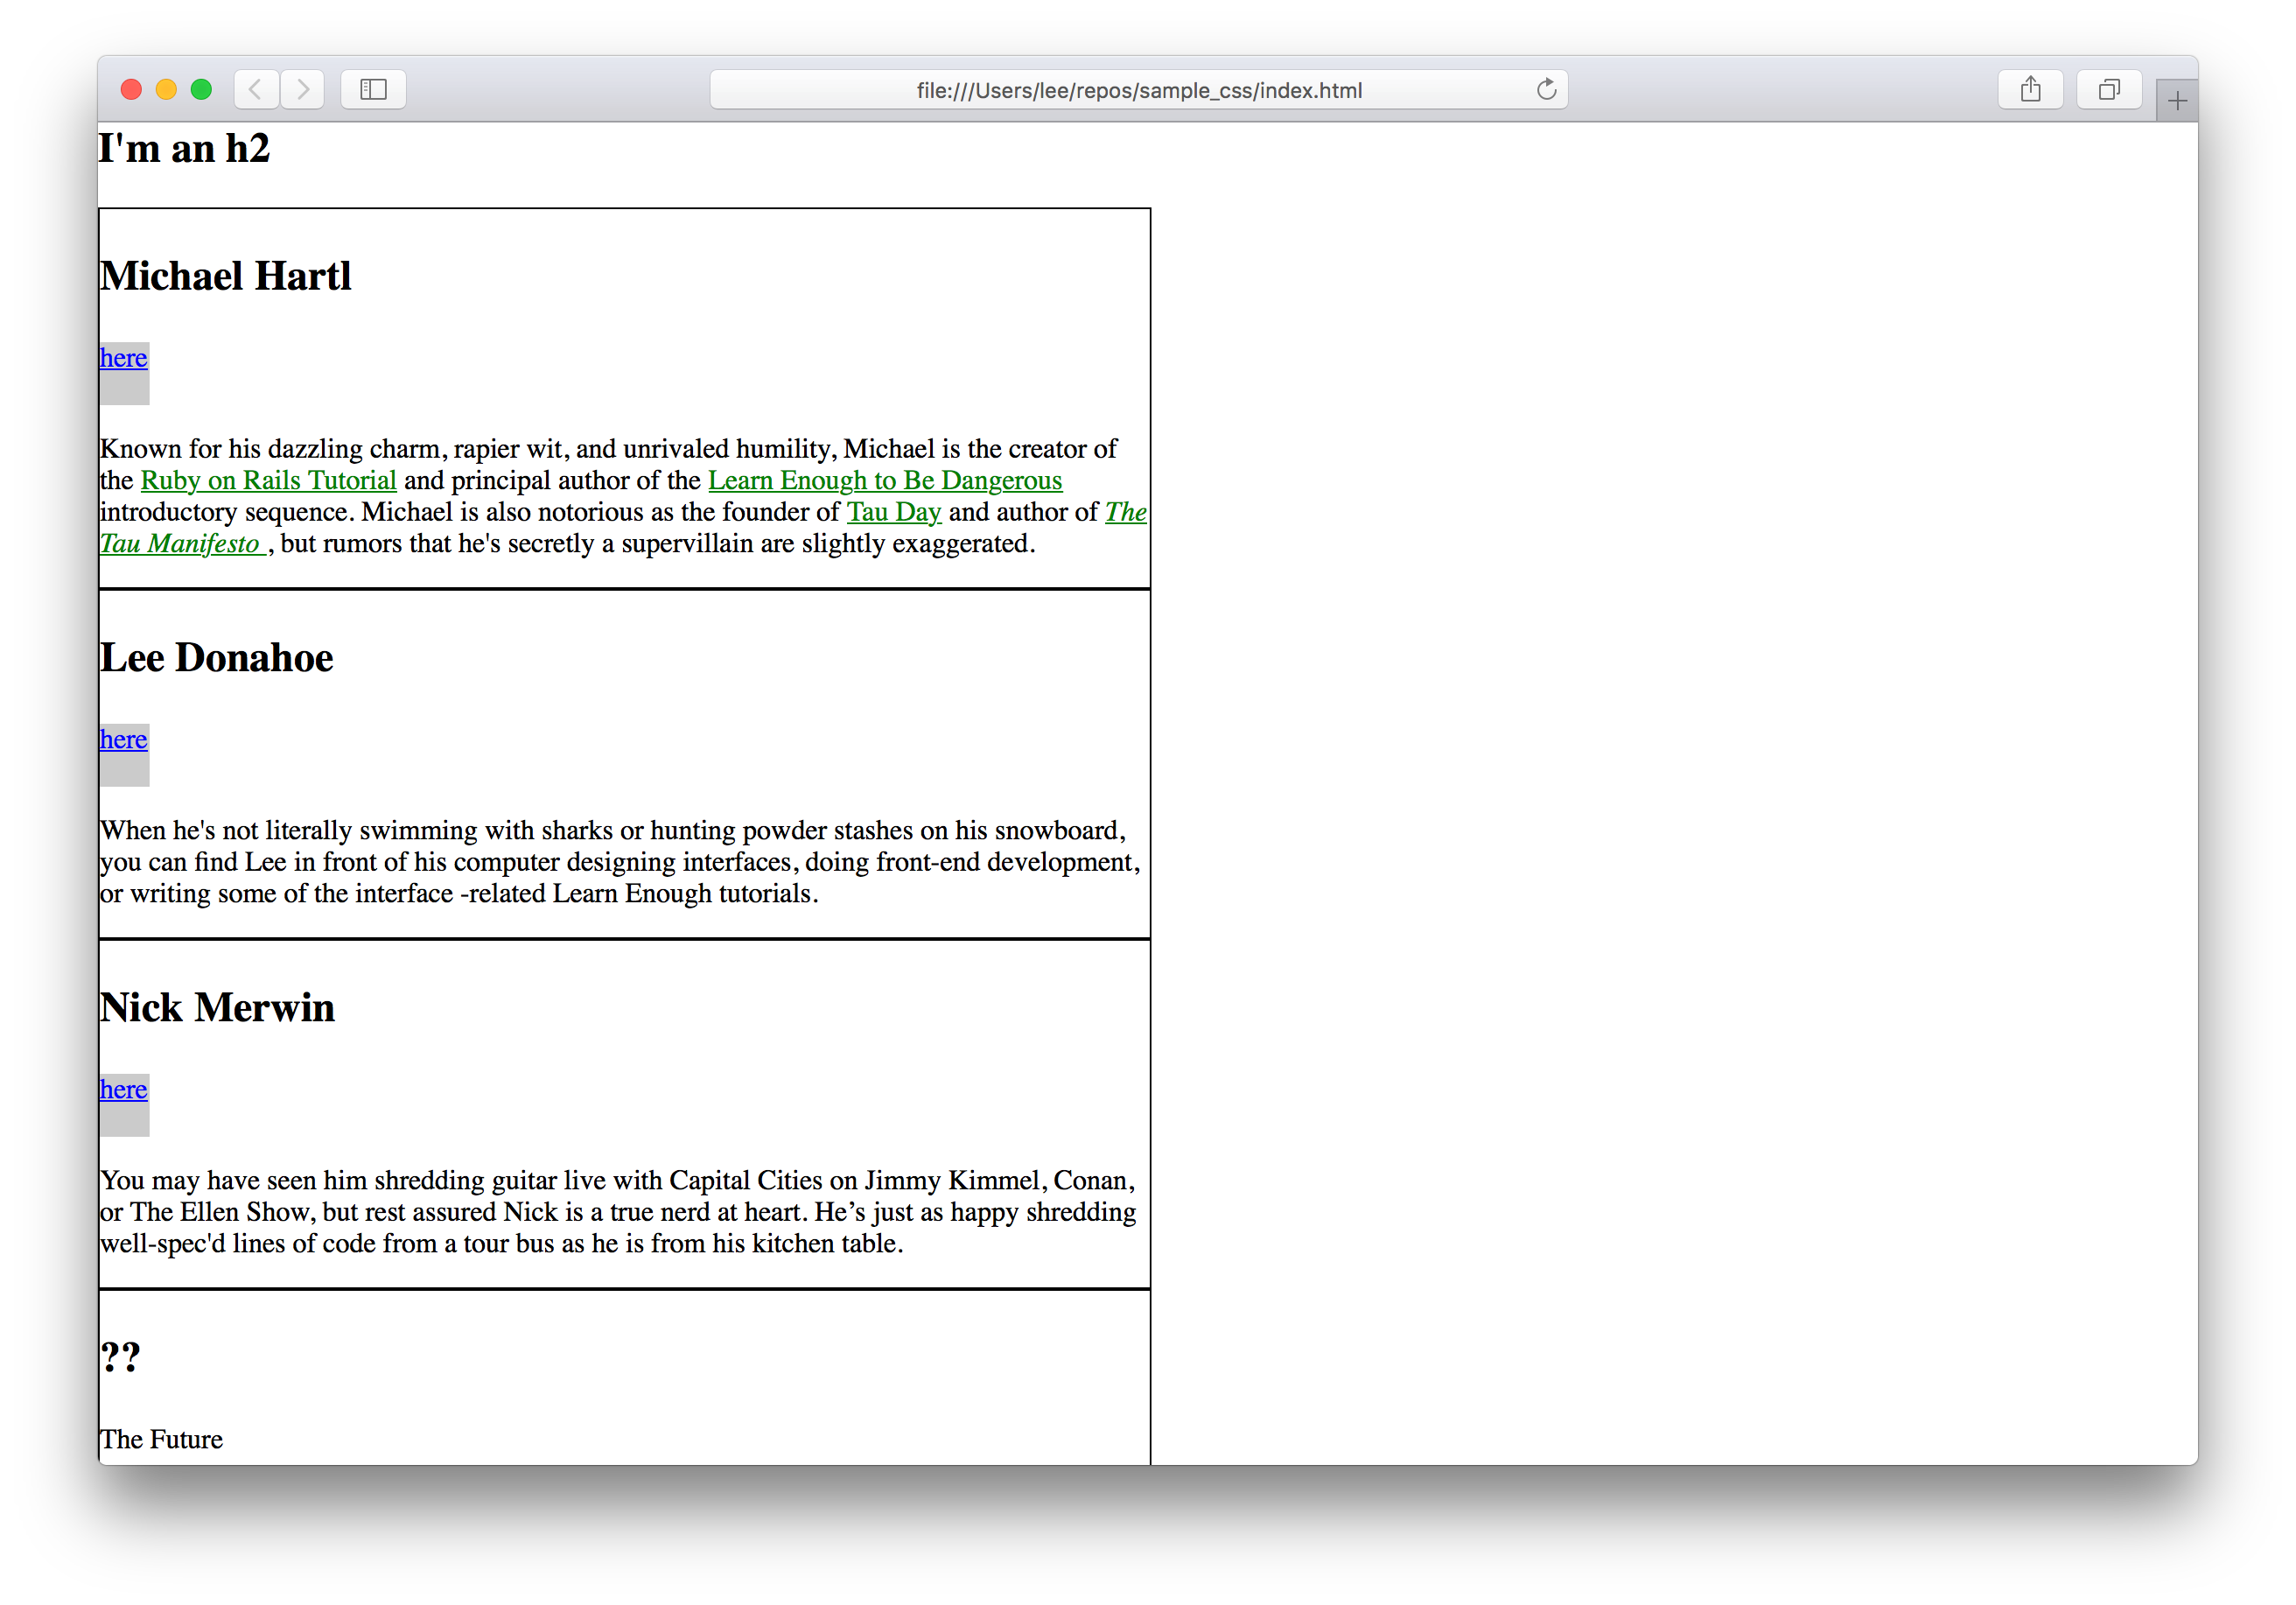 file:///Users/lee/repos/sample_css/index.html
I'm an h2
Michael Hartl
here
Known for his dazzling charm, rapier wit, and unrivaled humility, Michael is the creator of
the Ruby on Rails Tutorial and principal author of the Learn Enough to Be Dangerous
introductory sequence. Michael is also notorious as the founder of Tau Day and author of The
Tau Manifesto , but rumors that he's secretly a supervillain are slightly exaggerated.
Lee Donahoe
here
When he's not literally swimming with sharks or hunting powder stashes on his snowboard,
you can find Lee in front of his computer designing interfaces, doing front-end development,
or writing some of the interface -related Learn Enough tutorials.
Nick Merwin
here
You may have seen him shredding guitar live with Capital Cities on Jimmy Kimmel, Conan,
or The Ellen Show, but rest assured Nick is a true nerd at heart. He’s just as happy shredding
well-spec'd lines of code from a tour bus as he is from his kitchen table.
??
The Future